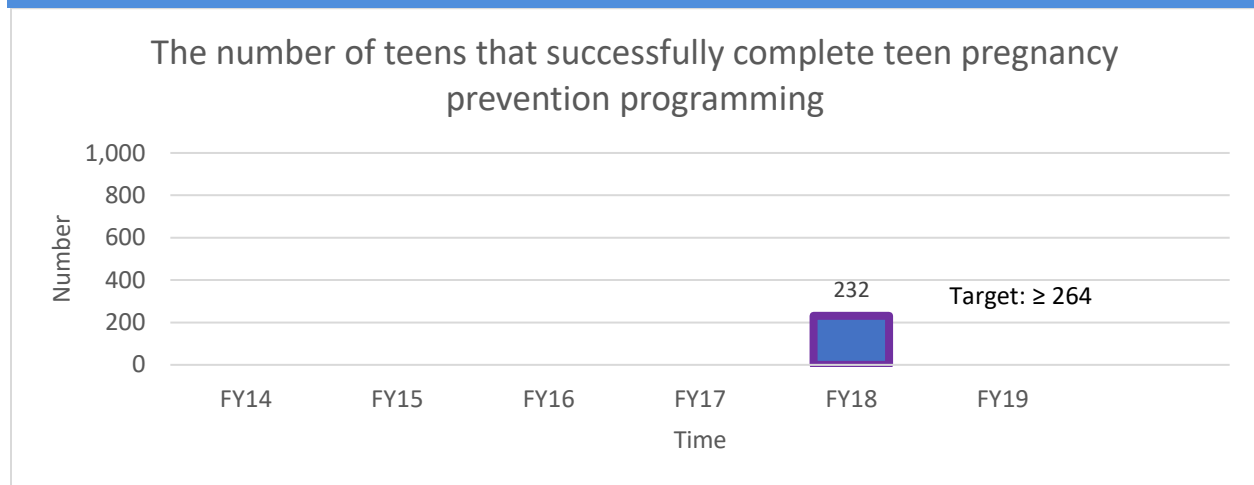 The number of teens that successfully complete teen pregnancy
prevention programming
1,000
800
600
400
200
0
Number
232
Target: ≥ 264
FY14 FY15 FY16 FY17 FY18 FY19
Time